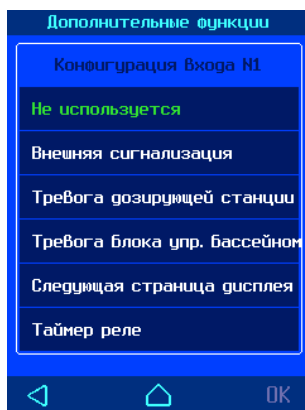 Дополнительные функции
Конфигурация входа N1
Не используется
Внешняя сигнализация
Тревога дозирующей станции
Тревога блока упр. бассейном
Следующая страница дисплея
Таймер реле
OK